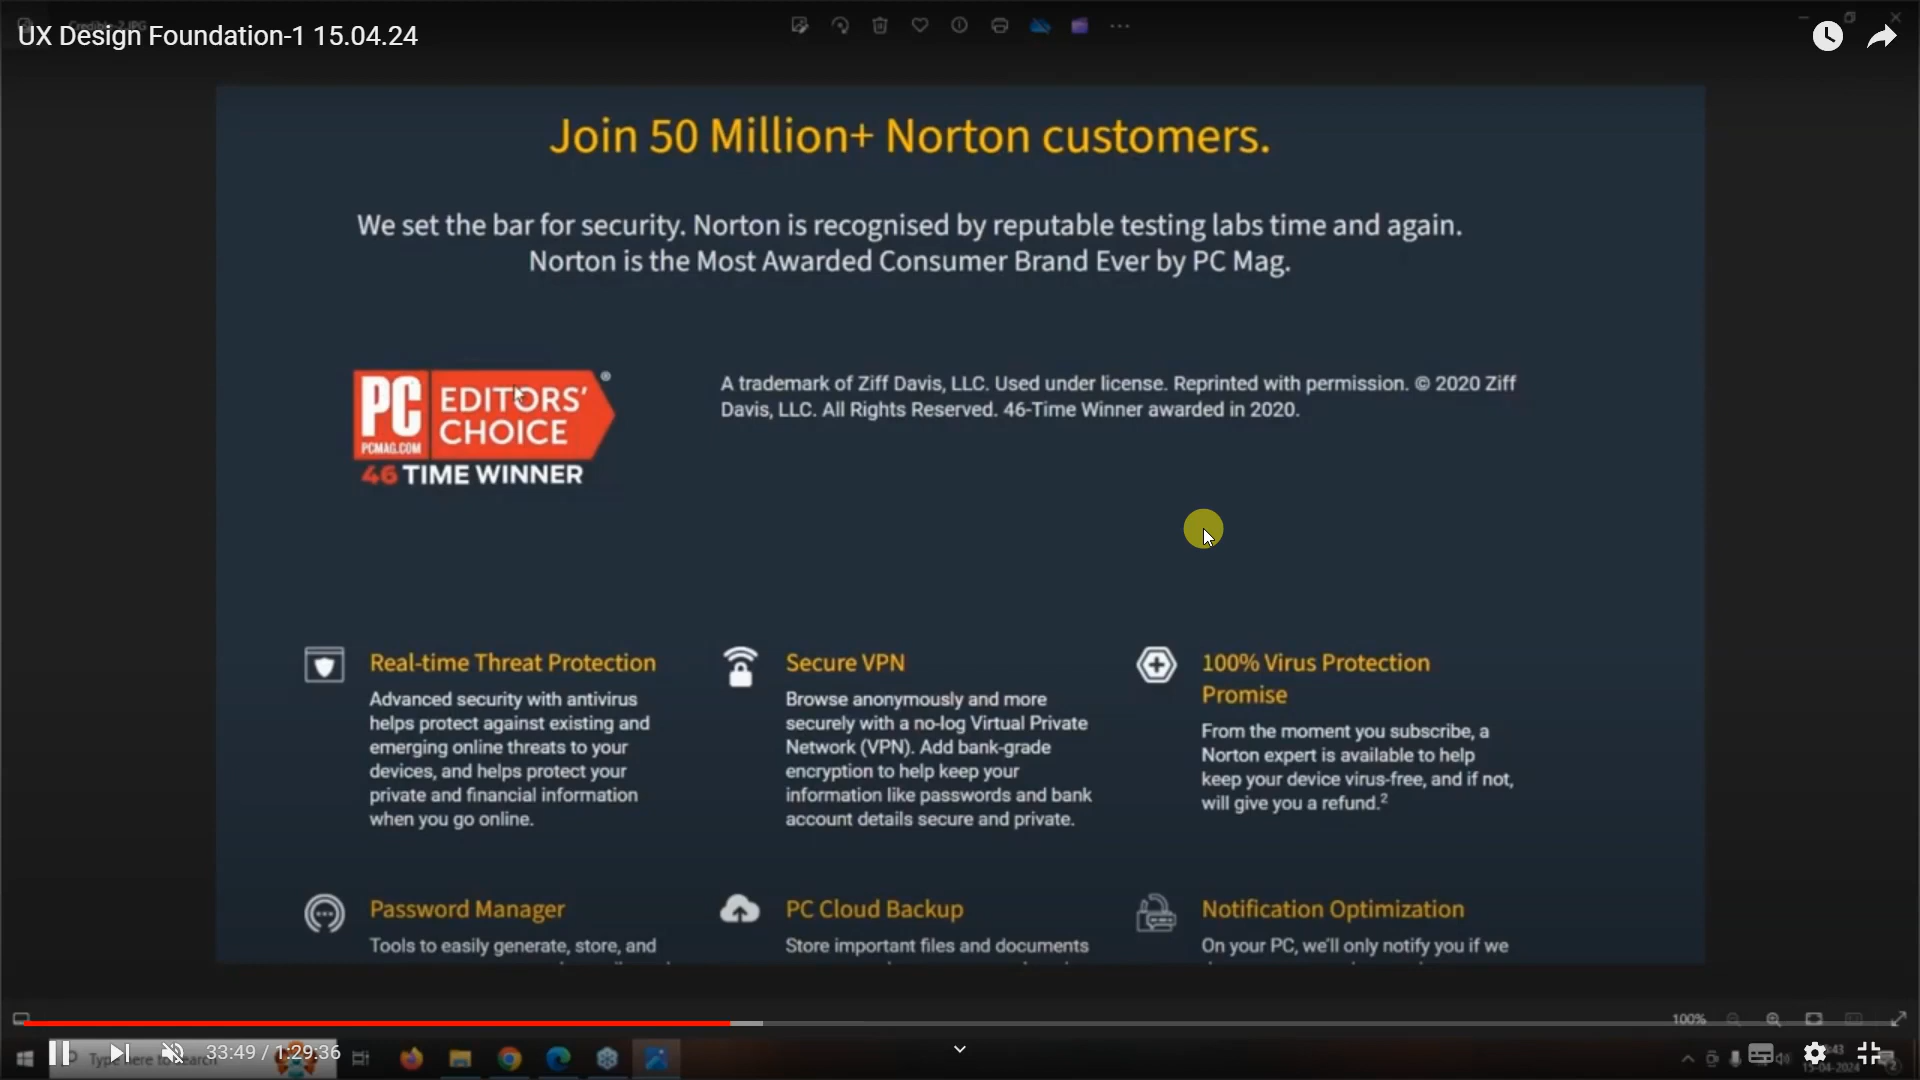 UX Design Foundation-1 15.04.24
Join 50 Million+ Norton customers.
We set the bar for security. Norton is recognised by reputable testing labs time and again.
Norton is the Most Awarded Consumer Brand Ever by PC Mag.
PC
PCMAG.COM
EDITORS'
CHOICE
®
46 TIME WINNER
A trademark of Ziff Davis, LLC. Used under license. Reprinted with permission. © 2020 Ziff
Davis, LLC. All Rights Reserved. 46-Time Winner awarded in 2020.
Real-time Threat Protection
Advanced security with antivirus
helps protect against existing and
emerging online threats to your
devices, and helps protect your
private and financial information
when you go online.
Secure VPN
Browse anonymously and more
securely with a no-log Virtual Private
Network (VPN). Add bank-grade
encryption to help keep your
information like passwords and bank
account details secure and private.
100% Virus Protection
Promise
From the moment you subscribe, a
Norton expert is available to help
keep your device virus-free, and if not,
will give you a refund.²
Password Manager
Tools to easily generate, store, and
PC Cloud Backup
Store important files and documents
Notification Optimization
On your PC, we'll only notify you if we
100%
33:49 / 1:29:36
Type here to search
15-04-2024